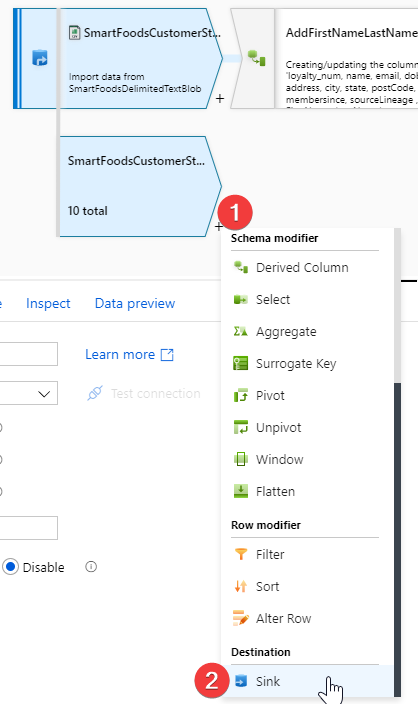 SmartFoodsCustomerSt...
Import data from
SmartFoodsDelimitedTextBlob
+
AddFirstNameLastName
Creating/updating the column
'loyalty_num, name, email, dob
address, city, state, postCode,
membersince, sourceLineage ,
SmartFoodsCustomerSt...
10 total
+
1
Schema modifier
Derived Column
Select
Aggregate
Surrogate Key
Pivot
Unpivot
Window
Flatten
Row modifier
Filter
Sort
Alter Row
Destination
2
Sink
Inspect
Data preview
Learn more
Test connection
Disable